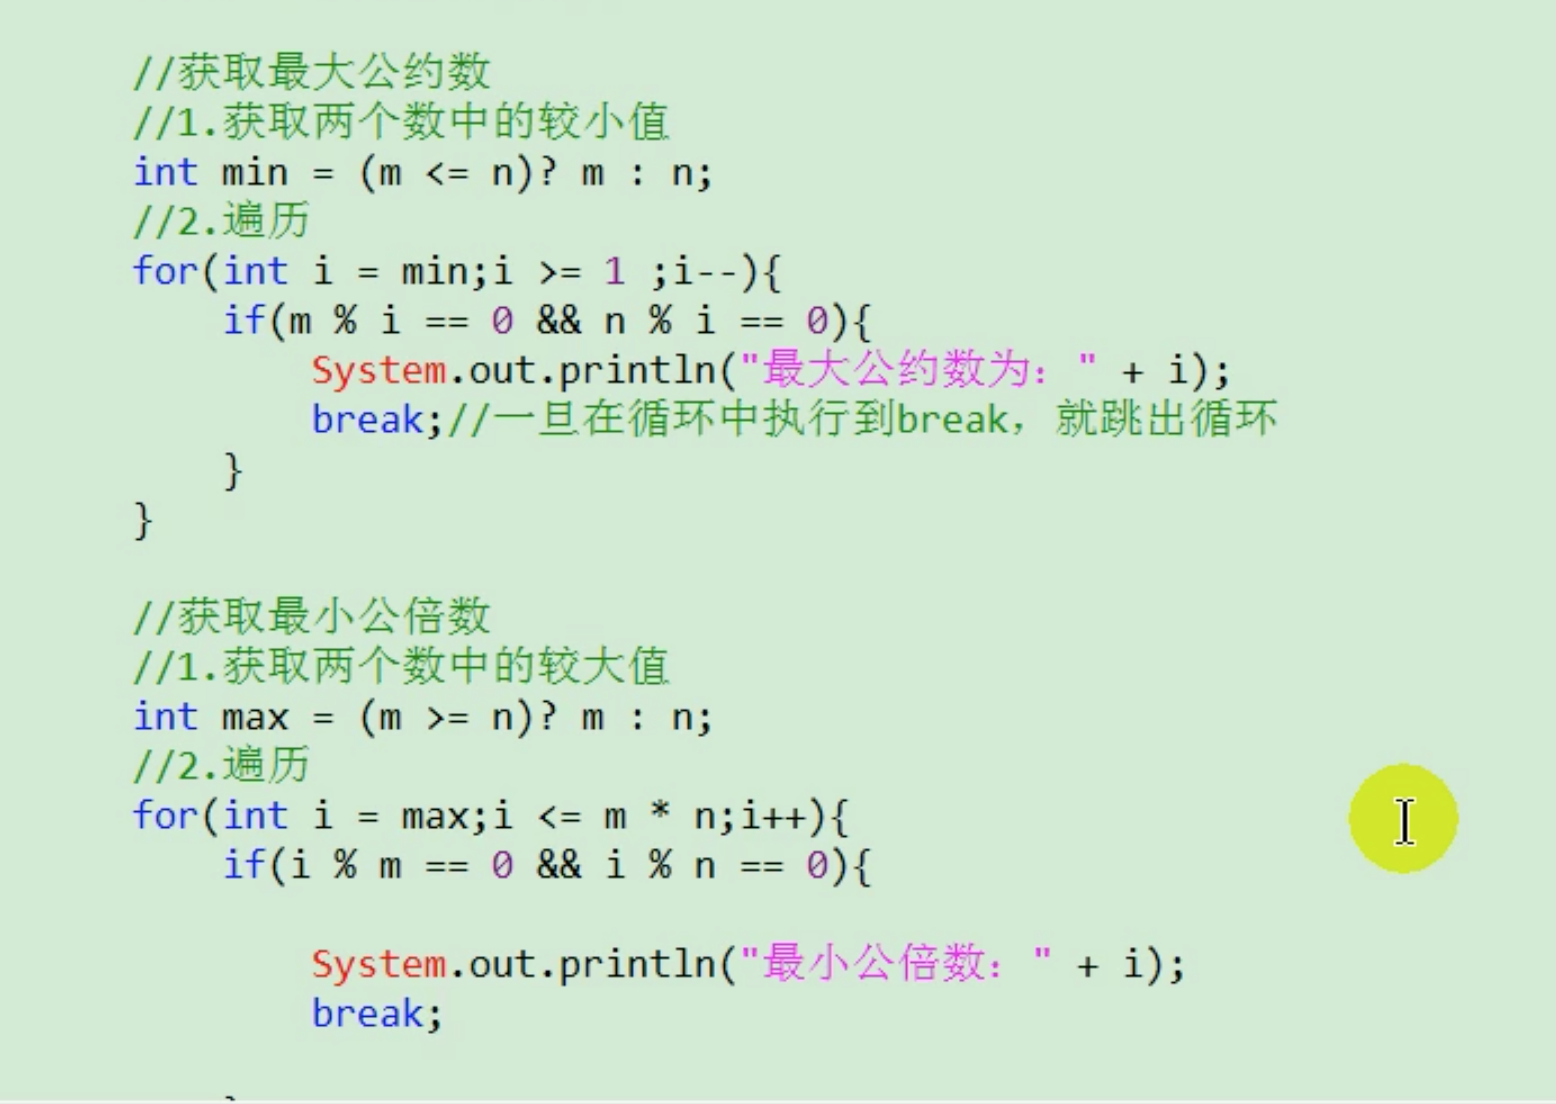 //获取最大公约数
//1.获取两个数中的较小值
int min = (m <= n)? m : n;
//2.遍历
for(int i = min;i >= 1 ;i--){
    if(m % i == 0 && n % i == 0){
        System.out.println("最大公约数为：" + i);
        break;//一旦在循环中执行到break，就跳出循环
    }
}

//获取最小公倍数
//1.获取两个数中的较大值
int max = (m >= n)? m : n;
//2.遍历
for(int i = max;i <= m * n;i++){
    if(i % m == 0 && i % n == 0){

        System.out.println("最小公倍数：" + i);
        break;